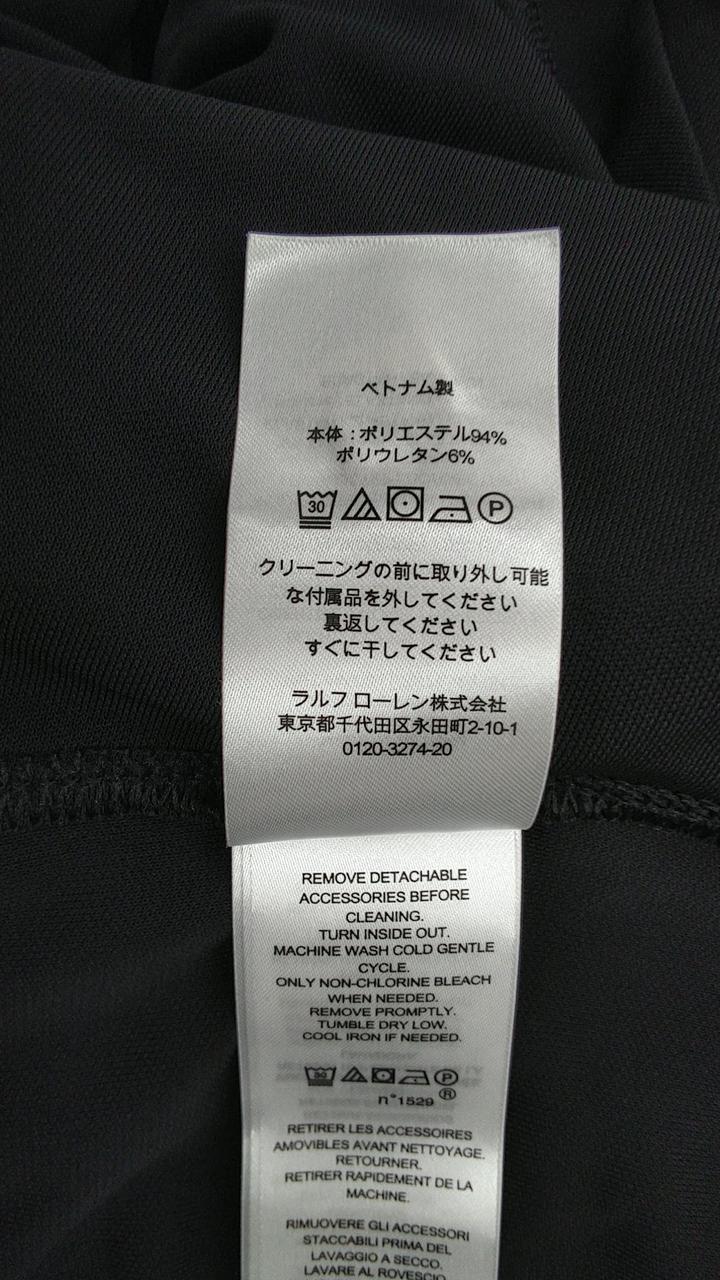 ベトナム製
本体：ポリエステル94%
ポリウレタン6%
30
P
クリーニングの前に取り外し可能
な付属品を外してください
裏返してください
すぐに干してください
ラルフ ローレン株式会社
東京都千代田区永田町2-10-1
0120-3274-20
REMOVE DETACHABLE
ACCESSORIES BEFORE
CLEANING.
TURN INSIDE OUT.
MACHINE WASH COLD GENTLE
CYCLE.
ONLY NON-CHLORINE BLEACH
WHEN NEEDED.
REMOVE PROMPTLY.
TUMBLE DRY LOW.
COOL IRON IF NEEDED.
30 P
n°1529 ®
RETIRER LES ACCESSOIRES
AMOVIBLES AVANT NETTOYAGE.
RETOURNER.
RETIRER RAPIDEMENT DE LA
MACHINE.
RIMUOVERE GLI ACCESSORI
STACCABILI PRIMA DEL
LAVAGGIO A SECCO.
LAVARE AL ROVESCIO